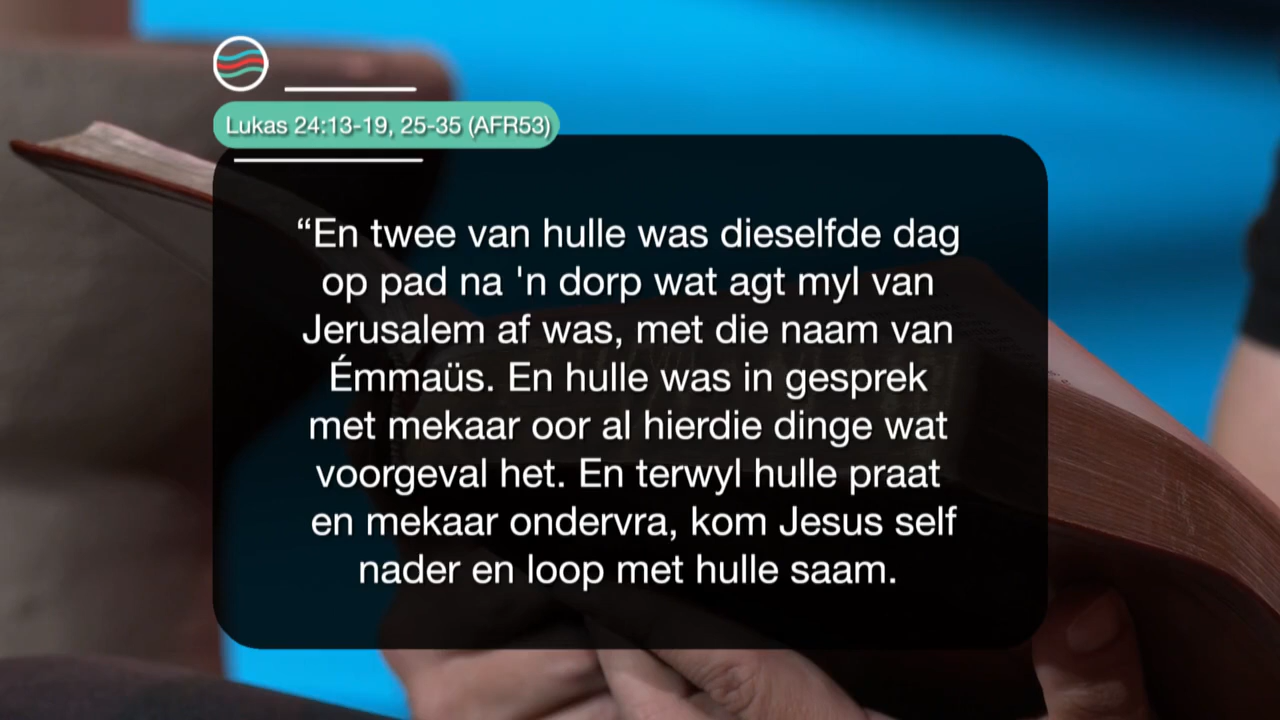 Lukas 24:13-19, 25-35 (AFR53)
“En twee van hulle was dieselfde dag
op pad na 'n dorp wat agt myl van
Jerusalem af was, met die naam van
Émmaüs. En hulle was in gesprek
met mekaar oor al hierdie dinge wat
voorgeval het. En terwyl hulle praat
en mekaar ondervra, kom Jesus self
nader en loop met hulle saam.